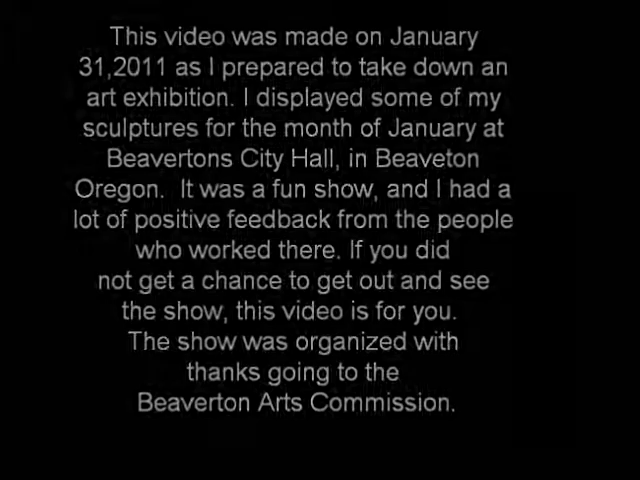 This video was made on January
31,2011 as I prepared to take down an
art exhibition. I displayed some of my
sculptures for the month of January at
Beavertons City Hall, in Beaveton
Oregon.  It was a fun show, and I had a
lot of positive feedback from the people
who worked there. If you did
not get a chance to get out and see
the show, this video is for you.
The show was organized with
thanks going to the
Beaverton Arts Commission.